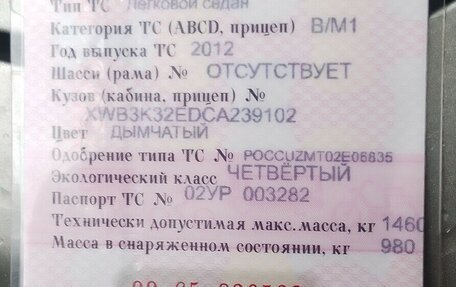 Тип ТС Легковой седан
Категория ТС (ABCD, прицеп) B/M1
Год выпуска ТС 2012
Шасси (рама) № ОТСУТСТВУЕТ
Кузов (кабина, прицеп) №
XWB3K32EDCA239102
Цвет ДЫМЧАТЫЙ
Одобрение типа ТС № РОССUZMT02E06835
Экологический класс ЧЕТВЁРТЫЙ
Паспорт ТС № 02УР 003282
Технически допустимая макс.масса, кг 1460
Масса в снаряженном состоянии, кг 980